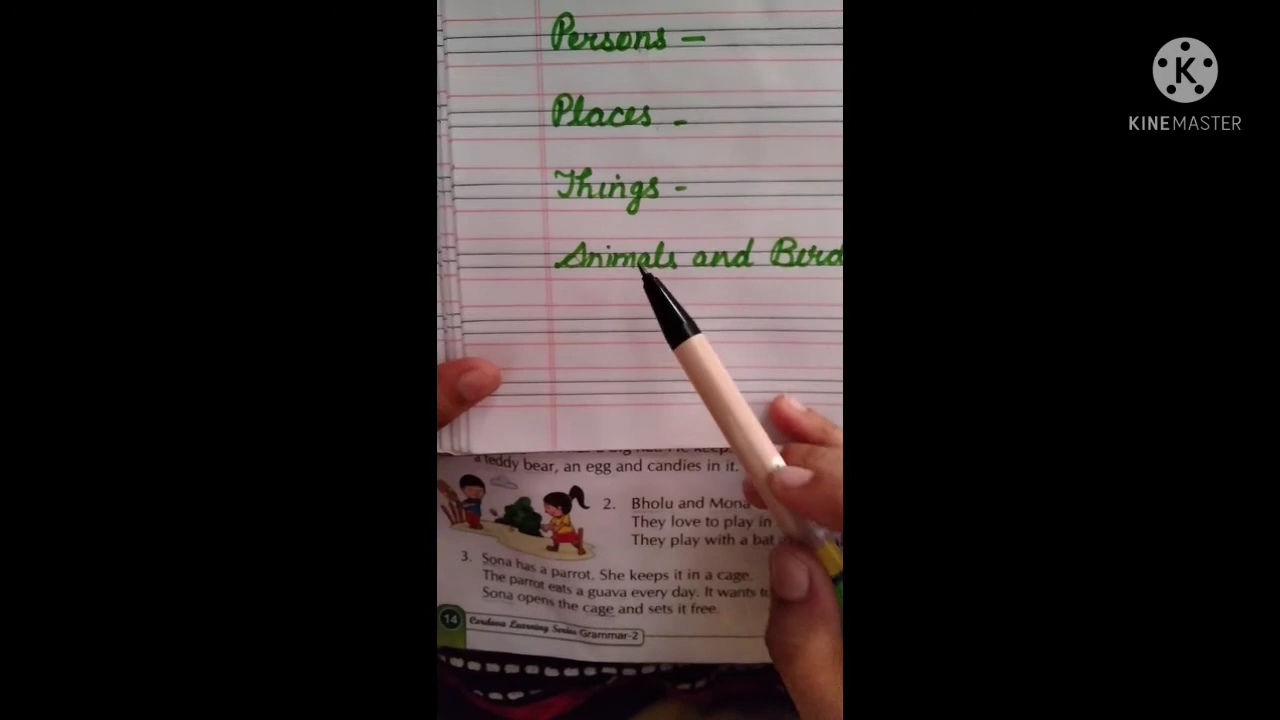 Persons -
Places -
Things -
Animals and Bird
KINEMASTER
a teddy bear, an egg and candies in it.
2. Bholu and Mona
They love to play in
They play with a bat
3. Sona has a parrot. She keeps it in a cage.
The parrot eats a guava every day. It wants to
Sona opens the cage and sets it free.
14 Cordova Learning Series Grammar-2